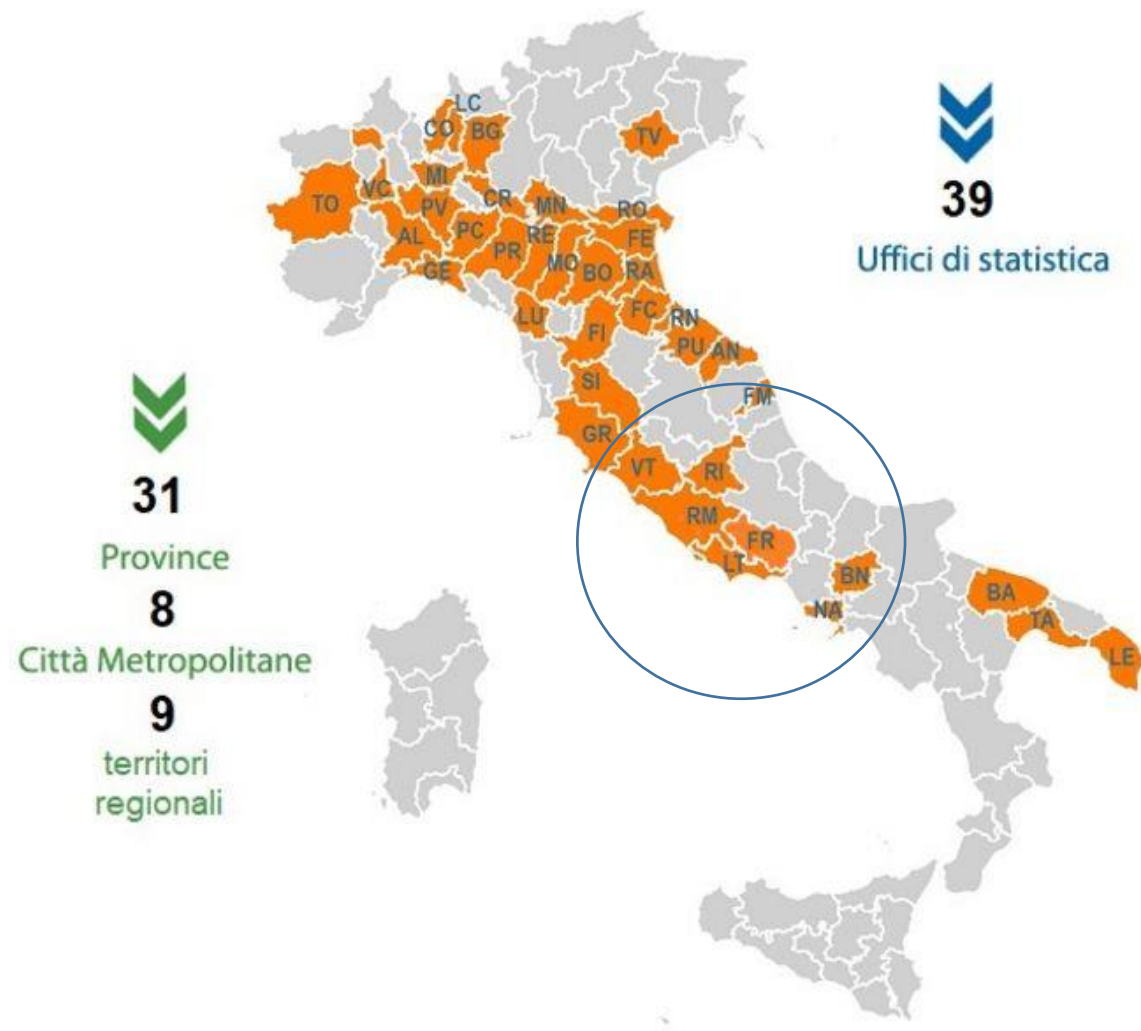 39
Uffici di statistica
31
Province
8
Città Metropolitane
9
territori
regionali
LC
CO
BG
TV
TO
VC
MI
CR
MN
RO
PV
AL
PC
PR
RE
MO
BO
FE
RA
GE
LU
FI
FC
RN
PU
AN
SI
FM
GR
VT
RI
RM
FR
LT
BN
NA
BA
TA
LE